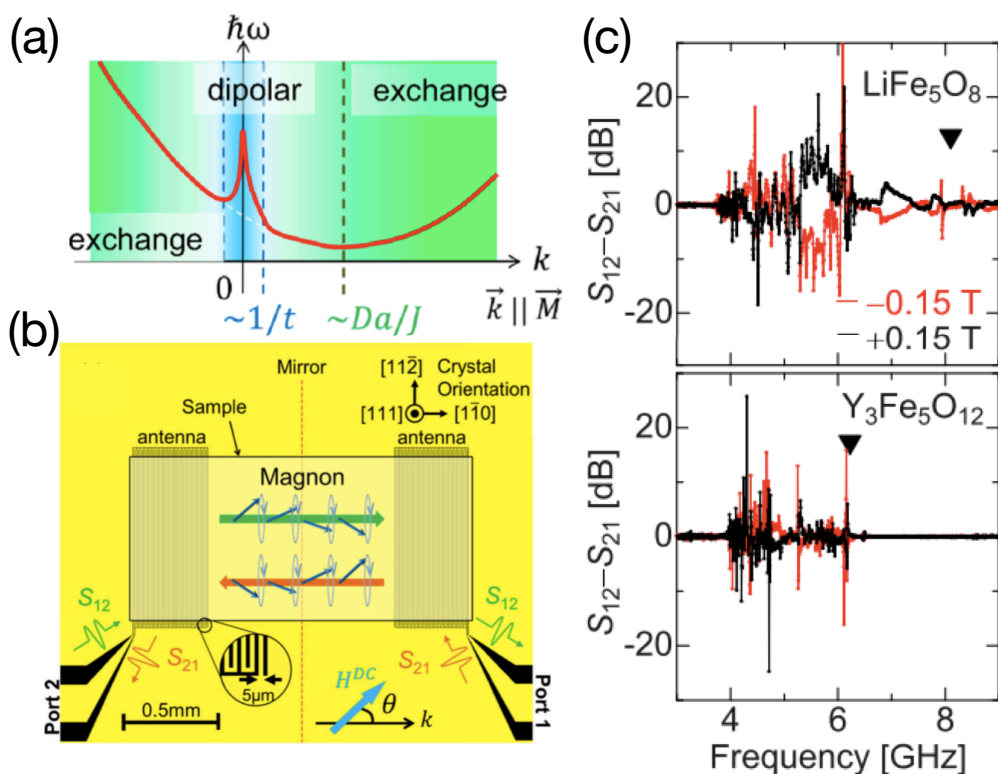 (a)
ħω
dipolar
exchange
exchange
0
k
~1/t
~Da/J
k⃗ || M⃗
(b)
Mirror
[112̄]
Crystal
Orientation
[111]
[11̄0]
Sample
antenna
antenna
Magnon
S₁₂
S₂₁
5μm
0.5mm
Port 2
H^DC
θ
k
S₁₂
S₂₁
Port 1
(c)
S₁₂−S₂₁ [dB]
20
0
-20
LiFe₅O₈
− −0.15 T
− +0.15 T
S₁₂−S₂₁ [dB]
20
0
-20
Y₃Fe₅O₁₂
4
6
8
Frequency [GHz]